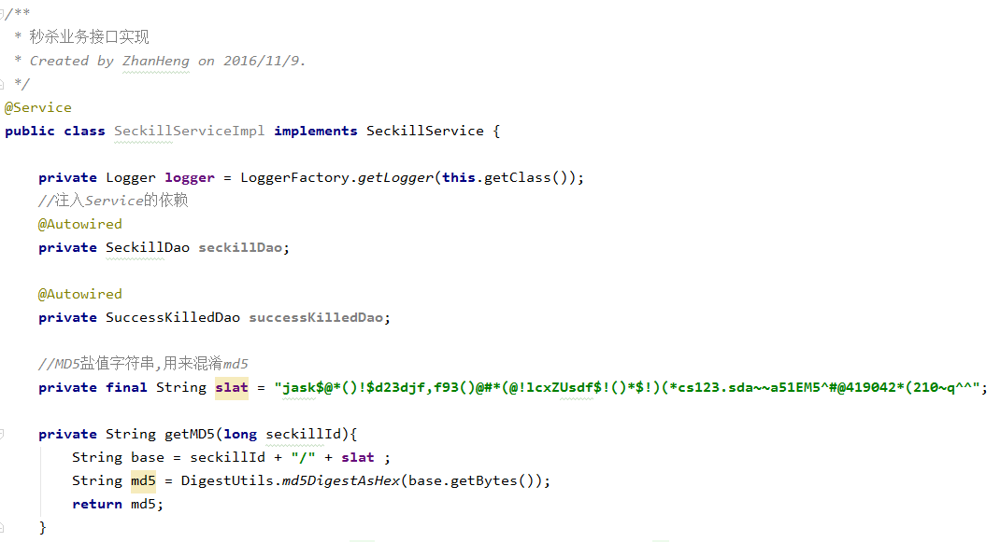 /**
 * 秒杀业务接口实现
 * Created by ZhanHeng on 2016/11/9.
 */
@Service
public class SeckillServiceImpl implements SeckillService {
private Logger logger = LoggerFactory.getLogger(this.getClass());
//注入Service的依赖
@Autowired
private SeckillDao seckillDao;
@Autowired
private SuccessKilledDao successKilledDao;
//MD5盐值字符串,用来混淆md5
private final String slat = "jask$@*()!$d23djf,f93()@#*(@!lcxZUsdf$!()*$!)(*cs123.sda~~a51EM5^#@419042*(210~q^^";
private String getMD5(long seckillId){
String base = seckillId + "/" + slat ;
String md5 = DigestUtils.md5DigestAsHex(base.getBytes());
return md5;
}